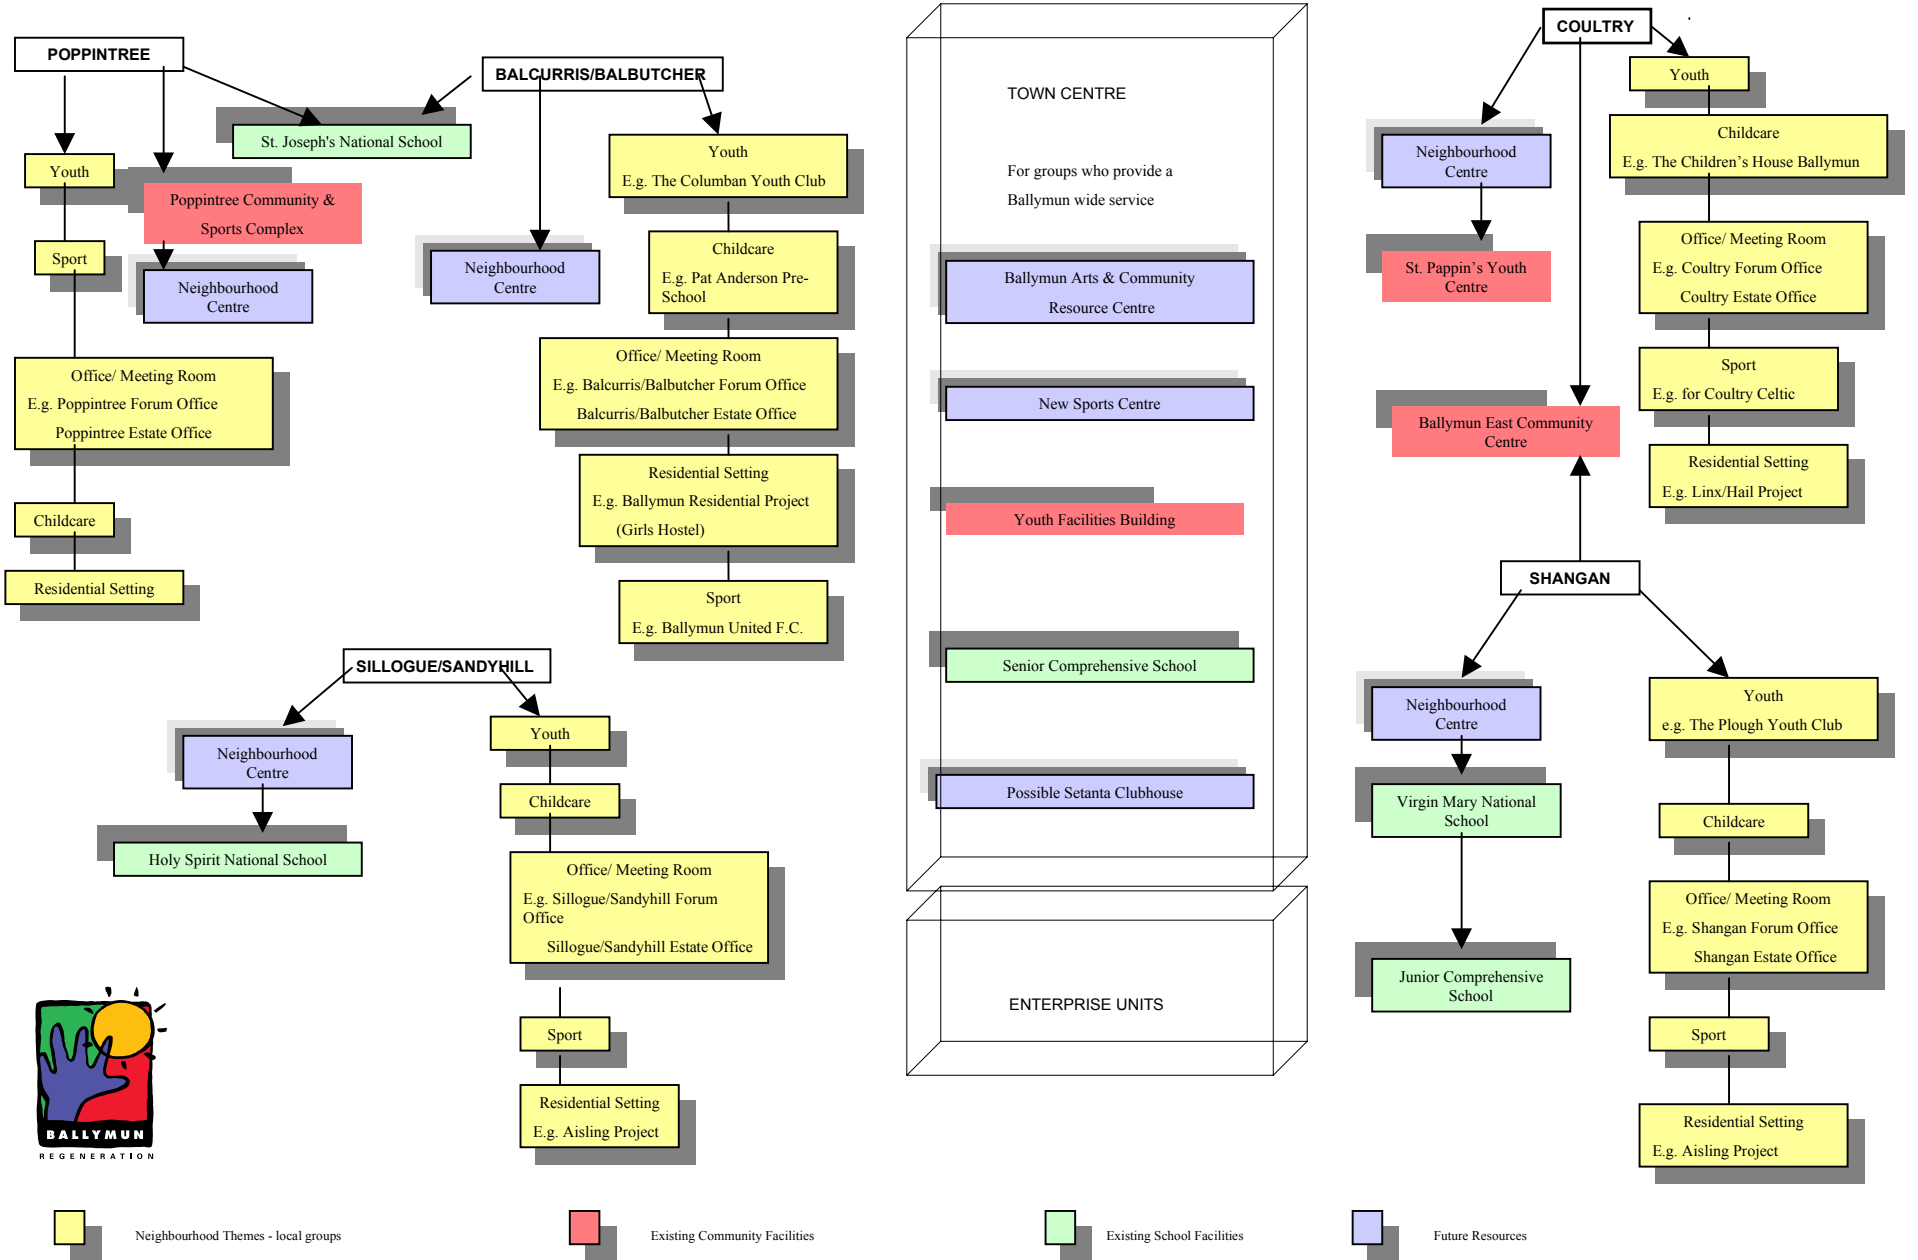 POPPINTREE
Youth
Sport
Office/ Meeting Room
E.g. Poppintree Forum Office
Poppintree Estate Office
Childcare
Residential Setting
Poppintree Community &
Sports Complex
Neighbourhood
Centre
St. Joseph's National School
BALCURRIS/BALBUTCHER
Neighbourhood
Centre
Youth
E.g. The Columban Youth Club
Childcare
E.g. Pat Anderson Pre-
School
Office/ Meeting Room
E.g. Balcurris/Balbutcher Forum Office
Balcurris/Balbutcher Estate Office
Residential Setting
E.g. Ballymun Residential Project
(Girls Hostel)
Sport
E.g. Ballymun United F.C.
SILLOGUE/SANDYHILL
Neighbourhood
Centre
Holy Spirit National School
Youth
Childcare
Office/ Meeting Room
E.g. Sillogue/Sandyhill Forum
Office
Sillogue/Sandyhill Estate Office
Sport
Residential Setting
E.g. Aisling Project
TOWN CENTRE
For groups who provide a
Ballymun wide service
Ballymun Arts & Community
Resource Centre
New Sports Centre
Youth Facilities Building
Senior Comprehensive School
Possible Setanta Clubhouse
ENTERPRISE UNITS
COULTRY
Neighbourhood
Centre
St. Pappin's Youth
Centre
Ballymun East Community
Centre
Youth
Childcare
E.g. The Children’s House Ballymun
Office/ Meeting Room
E.g. Coultry Forum Office
Coultry Estate Office
Sport
E.g. for Coultry Celtic
Residential Setting
E.g. Linx/Hail Project
SHANGAN
Neighbourhood
Centre
Virgin Mary National
School
Junior Comprehensive
School
Youth
e.g. The Plough Youth Club
Childcare
Office/ Meeting Room
E.g. Shangan Forum Office
Shangan Estate Office
Sport
Residential Setting
E.g. Aisling Project
BALLYMUN
REGENERATION
Neighbourhood Themes - local groups
Existing Community Facilities
Existing School Facilities
Future Resources